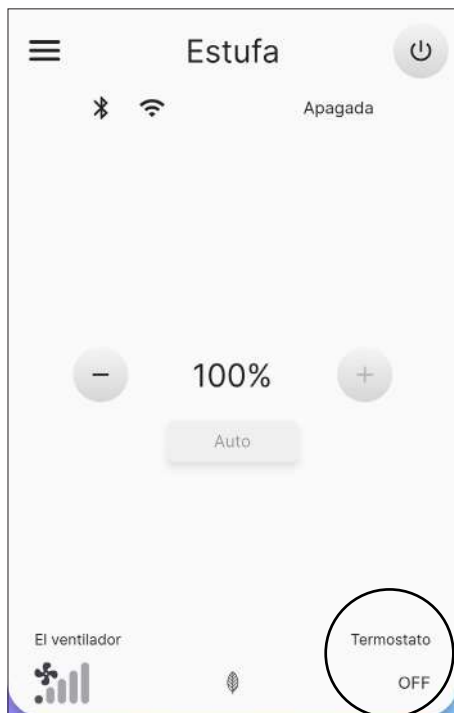 Estufa
Apagada
100%
Auto
El ventilador
Termostato
OFF